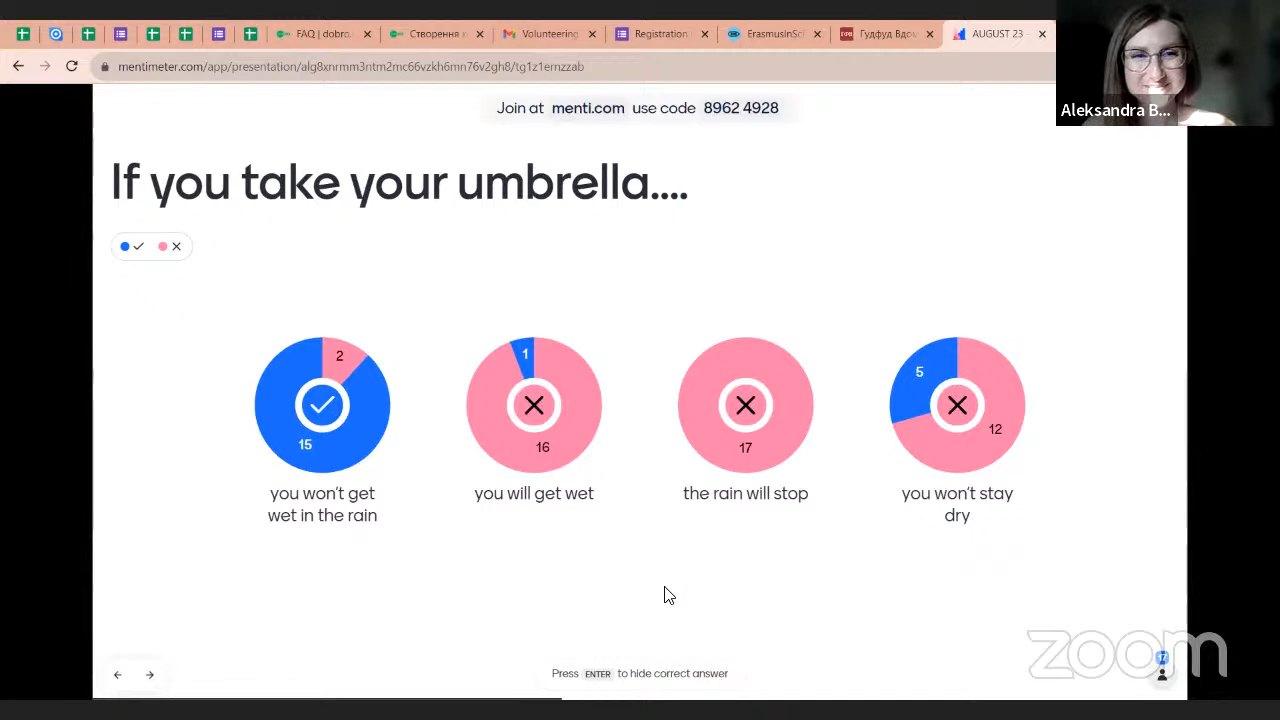 FAQ | dobro.
Створення к
Volunteering
Registration
ErasmusinSc
Гудфуд Вдом
AUGUST 23 –
mentimeter.com/app/presentation/alg8xnrmm3ntm2mc66vzkh6mn76v2gh8/tg1z1ernzzab
Aleksandra B...
Join at menti.com use code 8962 4928
If you take your umbrella....
2
15
1
16
17
5
12
you won't get
wet in the rain
you will get wet
the rain will stop
you won't stay
dry
Press ENTER to hide correct answer
zoom
17